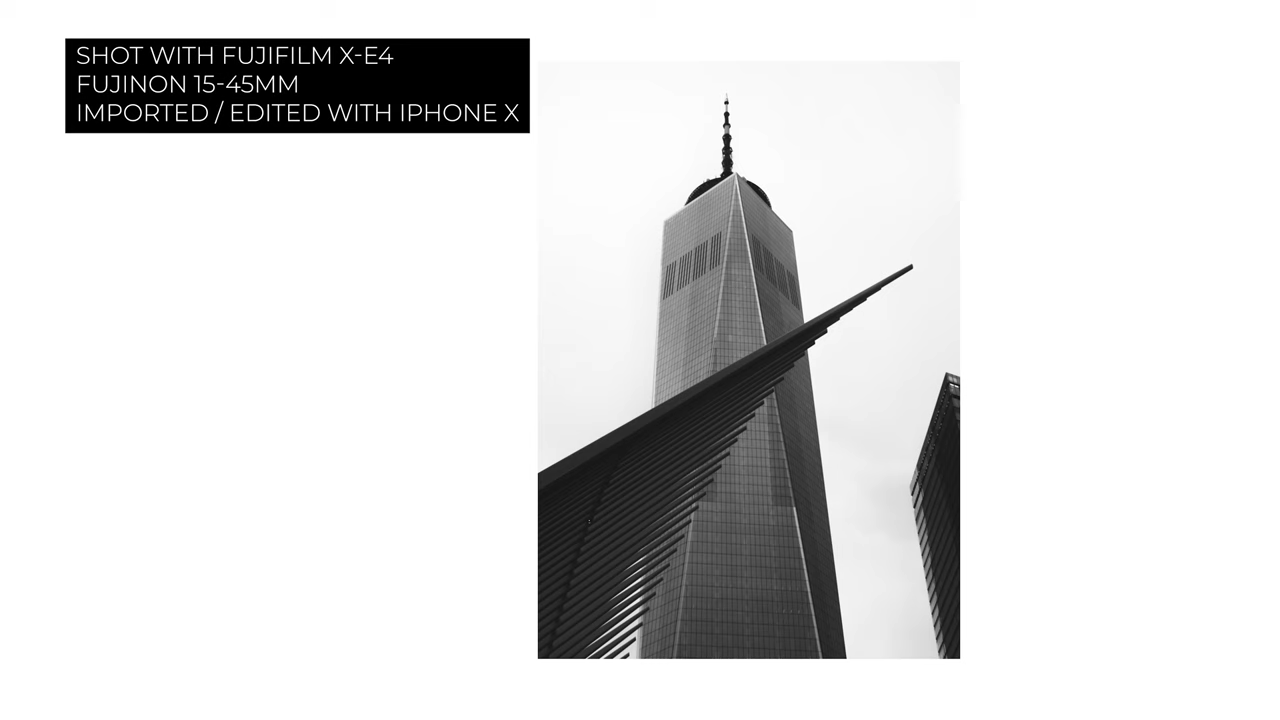 SHOT WITH FUJIFILM X-E4
FUJINON 15-45MM
IMPORTED / EDITED WITH IPHONE X